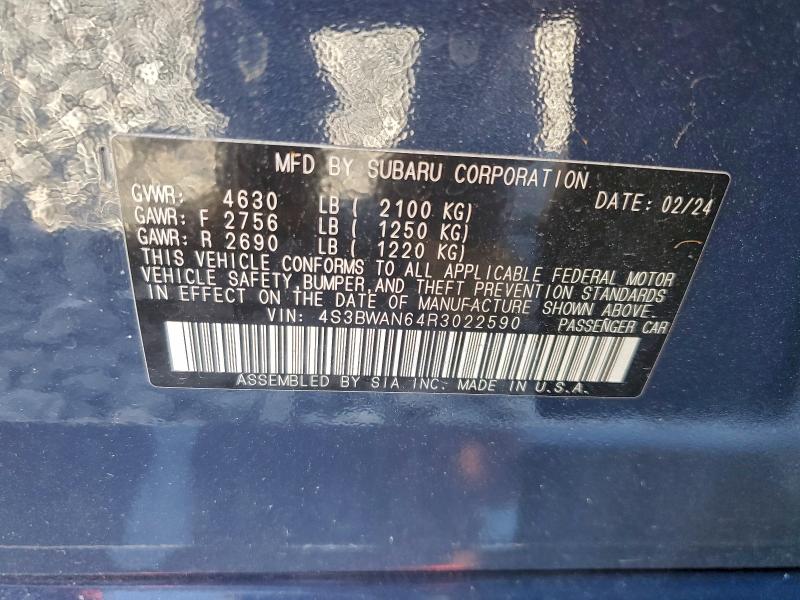 MFD BY SUBARU CORPORATION
DATE: 02/24
GVWR: 4630 LB ( 2100 KG)
GAWR: F 2756 LB ( 1250 KG)
GAWR: R 2690 LB ( 1220 KG)
THIS VEHICLE CONFORMS TO ALL APPLICABLE FEDERAL MOTOR
VEHICLE SAFETY, BUMPER, AND THEFT PREVENTION STANDARDS
IN EFFECT ON THE DATE OF MANUFACTURE SHOWN ABOVE.
VIN: 4S3BWAN64R3022590 PASSENGER CAR
ASSEMBLED BY SIA INC. MADE IN U.S.A.